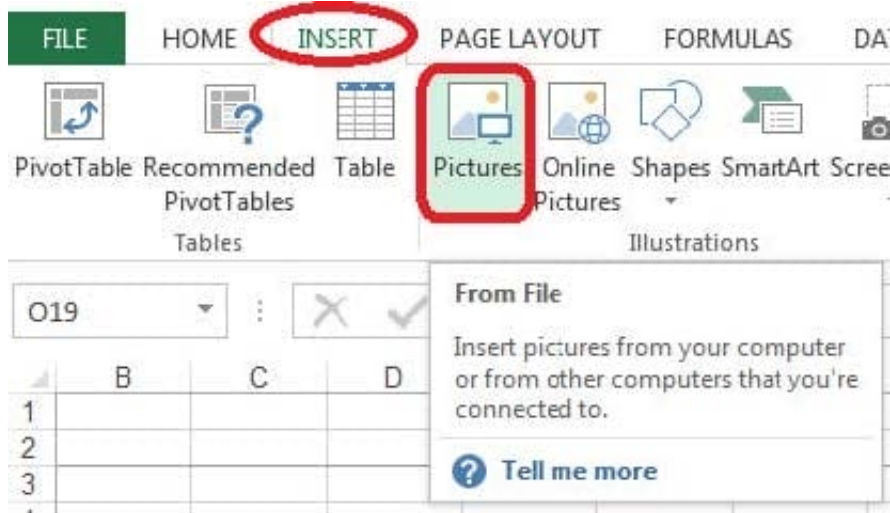 FILE HOME INSERT PAGE LAYOUT FORMULAS DA
PivotTable Recommended PivotTables Table Pictures Online Pictures Shapes SmartArt Scree
Tables Illustrations
O19
From File
Insert pictures from your computer
or from other computers that you're
connected to.
Tell me more
B C D
1
2
3